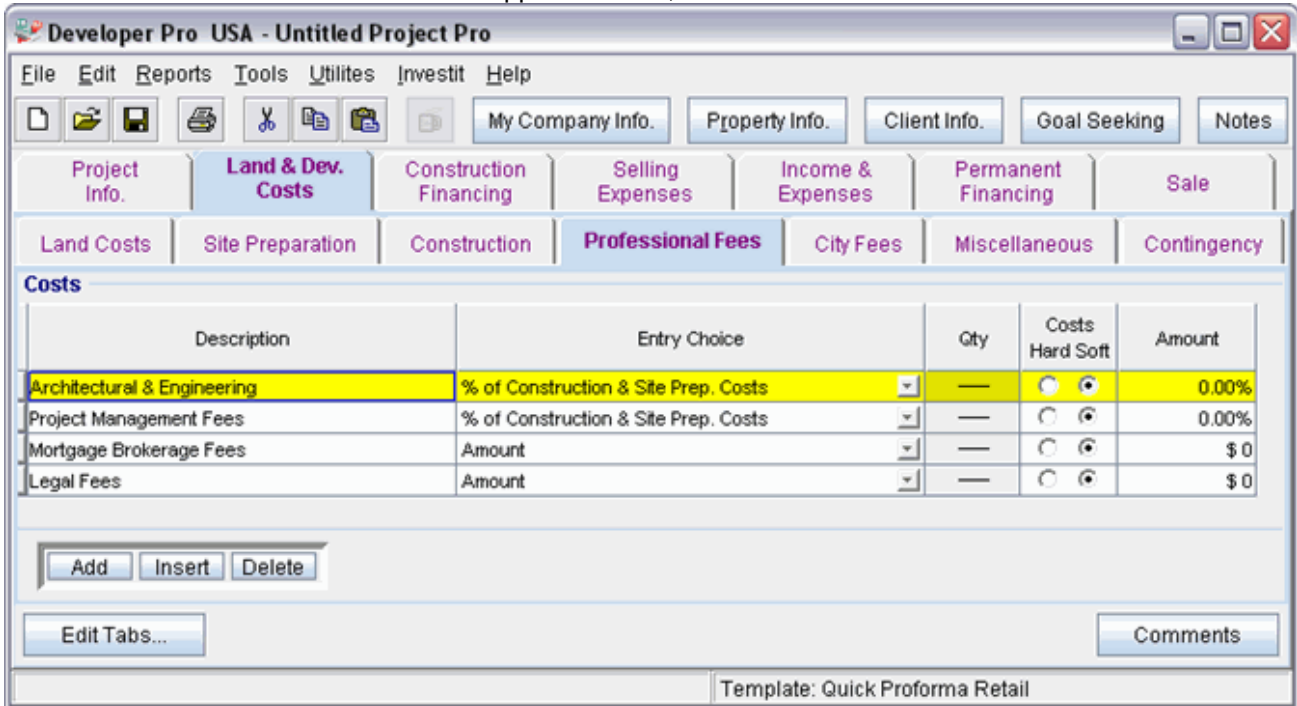 Developer Pro USA - Untitled Project Pro
File Edit Reports Tools Utilites Investit Help
My Company Info. Property Info. Client Info. Goal Seeking Notes
Project Info. Land & Dev. Costs Construction Financing Selling Expenses Income & Expenses Permanent Financing Sale
Land Costs Site Preparation Construction Professional Fees City Fees Miscellaneous Contingency
Costs
Description Entry Choice Qty Costs Hard Soft Amount
Architectural & Engineering % of Construction & Site Prep. Costs — 0.00%
Project Management Fees % of Construction & Site Prep. Costs — 0.00%
Mortgage Brokerage Fees Amount — $ 0
Legal Fees Amount — $ 0
Add Insert Delete
Edit Tabs... Comments
Template: Quick Proforma Retail